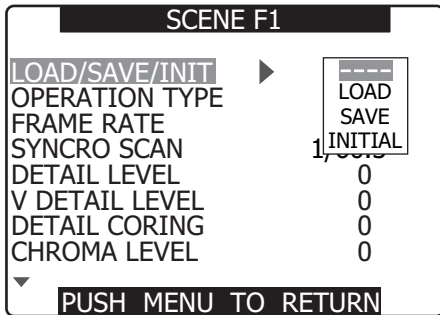 SCENE F1
LOAD/SAVE/INIT ----
OPERATION TYPE LOAD
FRAME RATE SAVE
INITIAL
SYNCRO SCAN
DETAIL LEVEL 0
V DETAIL LEVEL 0
DETAIL CORING 0
CHROMA LEVEL 0
PUSH MENU TO RETURN